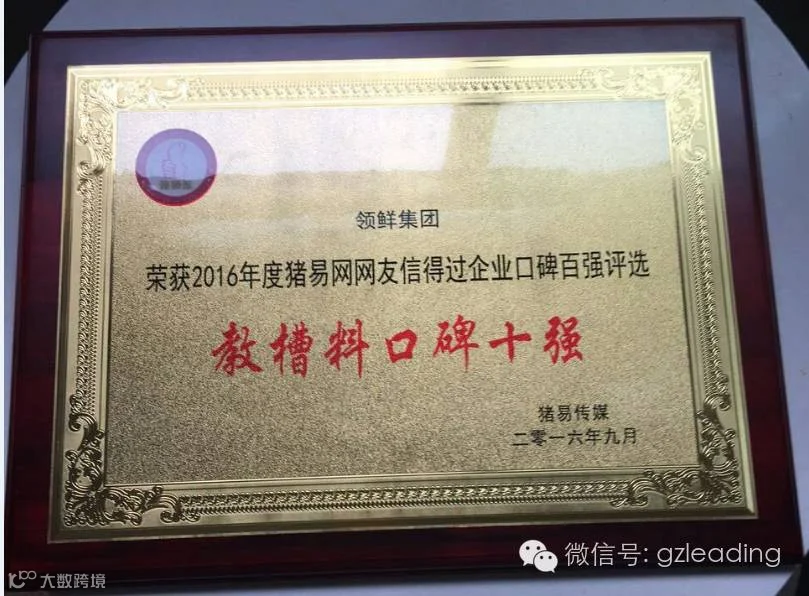 领鲜集团
荣获2016年度猪易网网友信得过企业口碑百强评选
教槽料口碑十强
猪易传媒
二零一六年九月
微信号: gzleading
大数跨境